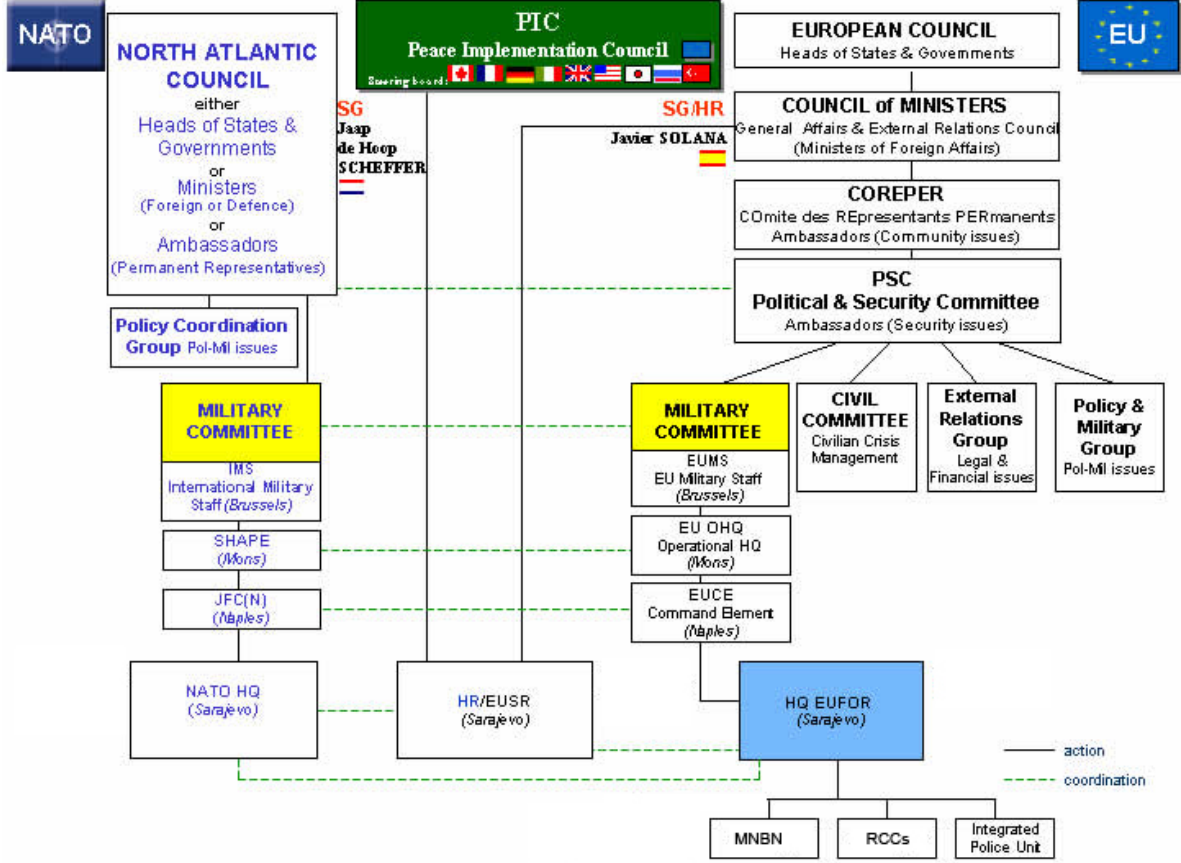 NATO
NORTH ATLANTIC
COUNCIL
either
Heads of States &
Governments
or
Ministers
(Foreign or Defence)
or
Ambassadors
(Permanent Representatives)
Policy Coordination
Group Pol-Mil issues
MILITARY
COMMITTEE
IMS
International Military
Staff (Brussels)
SHAPE
(Mons)
JFC(N)
(Naples)
NATO HQ
(Sarajevo)
PIC
Peace Implementation Council
Steering board:
SG
Jaap
de Hoop
SCHEFFER
SG/HR
Javier SOLANA
HR/EUSR
(Sarajevo)
EU
EUROPEAN COUNCIL
Heads of States & Governments
COUNCIL of MINISTERS
General Affairs & External Relations Council
(Ministers of Foreign Affairs)
COREPER
COmite des REpresentants PERmanents
Ambassadors (Community issues)
PSC
Political & Security Committee
Ambassadors (Security issues)
MILITARY
COMMITTEE
EUMS
EU Military Staff
(Brussels)
EU OHQ
Operational HQ
(Mons)
EUCE
Command Element
(Naples)
CIVIL
COMMITTEE
Civilian Crisis
Management
External
Relations
Group
Legal &
Financial issues
Policy &
Military
Group
Pol-Mil issues
HQ EUFOR
(Sarajevo)
action
coordination
MNBN
RCCs
Integrated
Police Unit